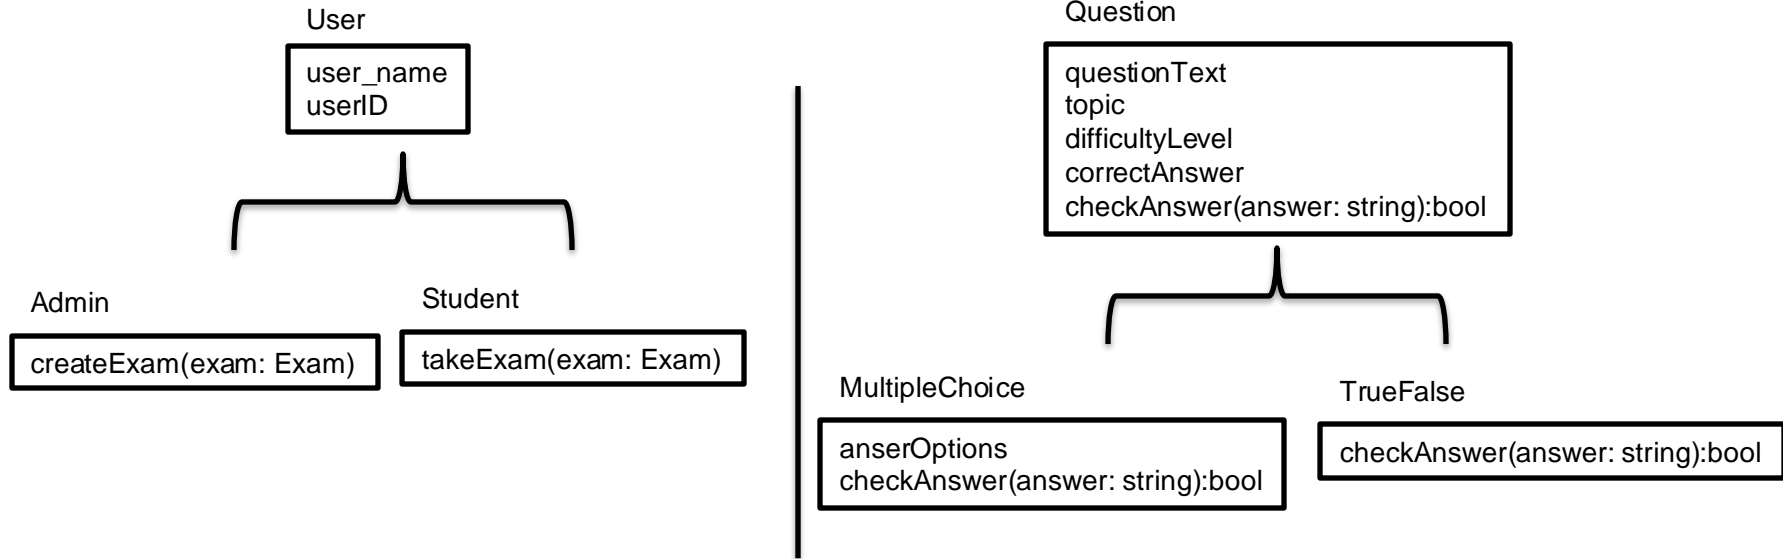 User
user_name
userID
Admin
createExam(exam: Exam)
Student
takeExam(exam: Exam)
Question
questionText
topic
difficultyLevel
correctAnswer
checkAnswer(answer: string):bool
MultipleChoice
anserOptions
checkAnswer(answer: string):bool
TrueFalse
checkAnswer(answer: string):bool